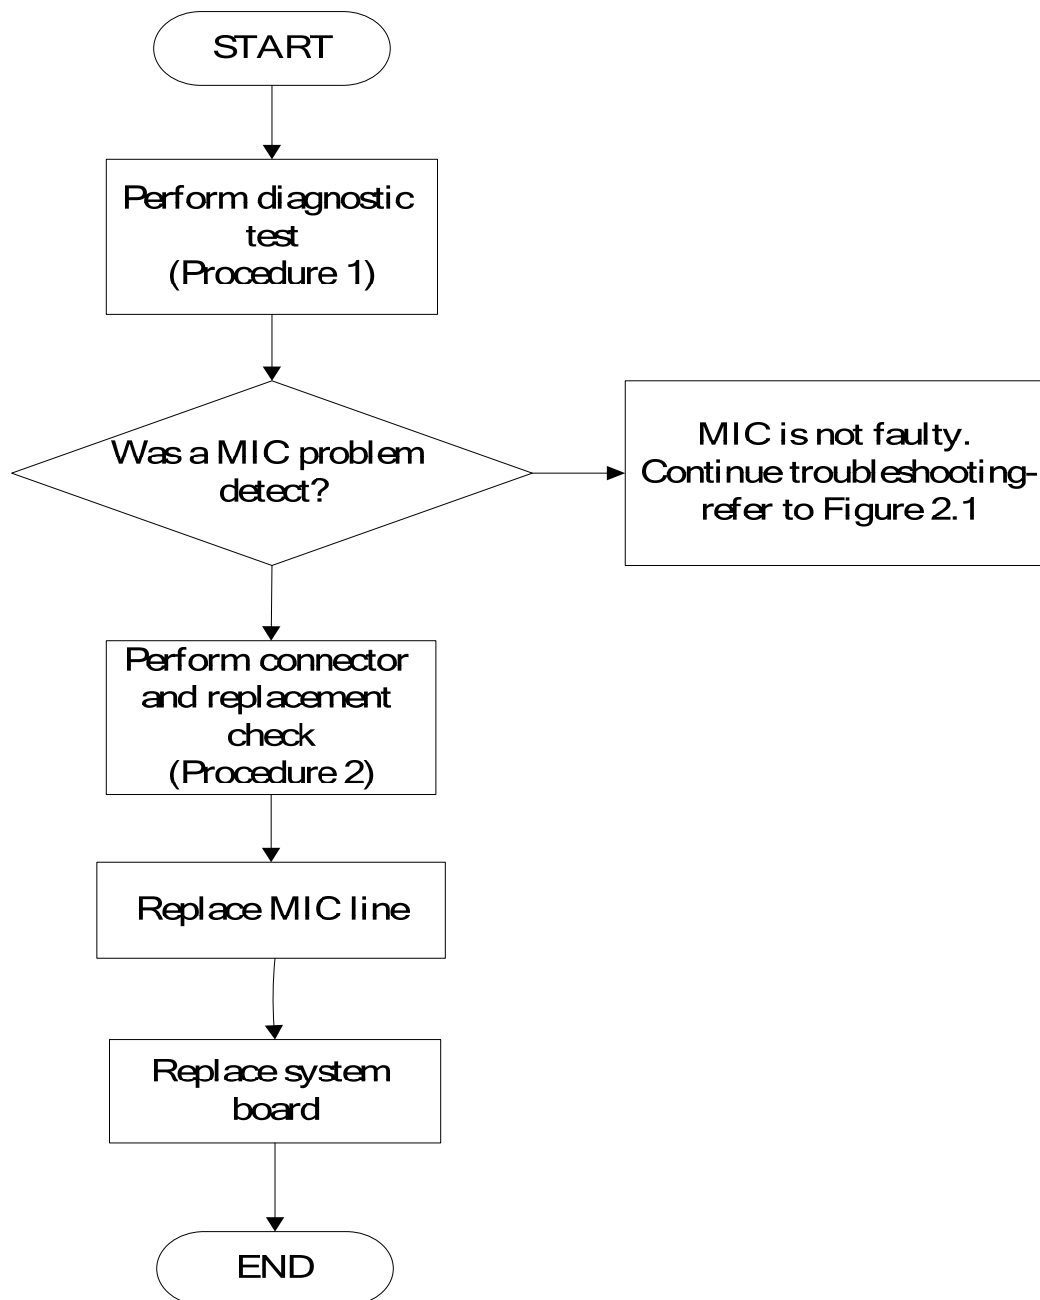 START
Perform diagnostic
test
(Procedure 1)
Was a MIC problem
detect?
MIC is not faulty.
Continue troubleshooting-
refer to Figure 2.1
Perform connector
and replacement
check
(Procedure 2)
Replace MIC line
Replace system
board
END